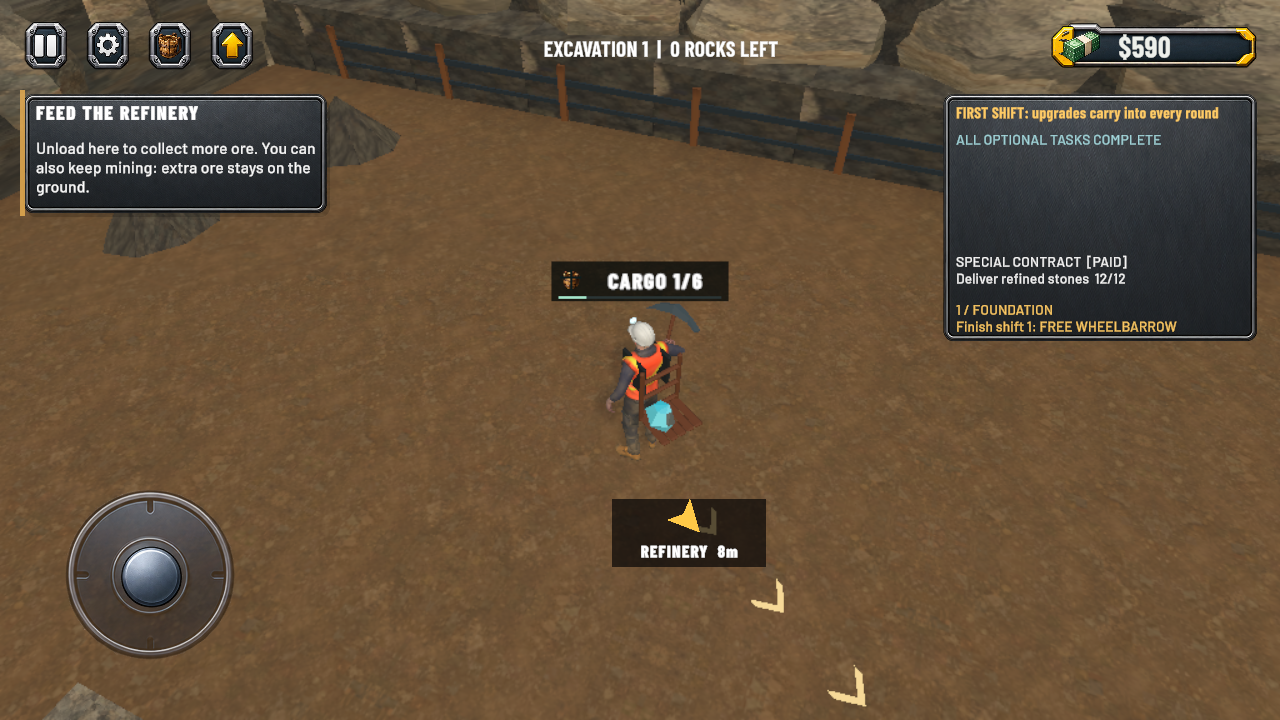 EXCAVATION 1 | 0 ROCKS LEFT
$590
FEED THE REFINERY
Unload here to collect more ore. You can
also keep mining: extra ore stays on the
ground.
FIRST SHIFT: upgrades carry into every round
ALL OPTIONAL TASKS COMPLETE
SPECIAL CONTRACT [PAID]
Deliver refined stones 12/12
1 / FOUNDATION
Finish shift 1: FREE WHEELBARROW
CARGO 1/6
REFINERY 8m